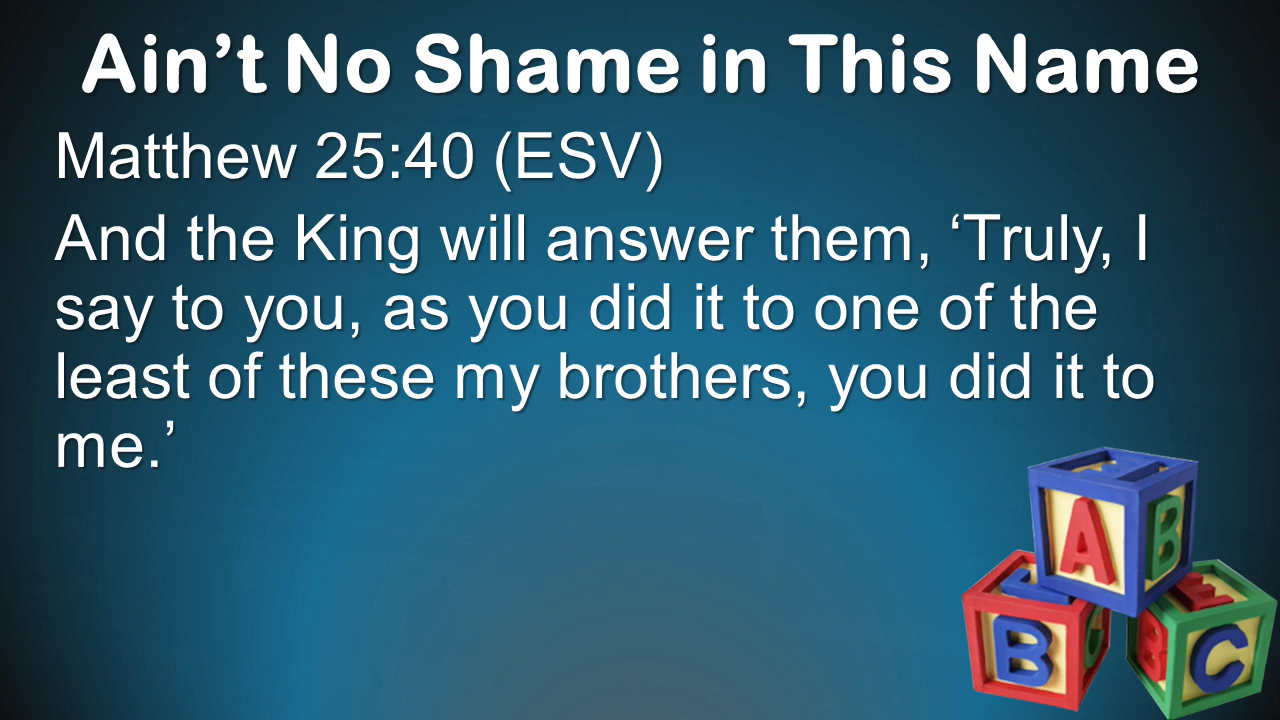 Ain’t No Shame in This Name
Matthew 25:40 (ESV)
And the King will answer them, ‘Truly, I
say to you, as you did it to one of the
least of these my brothers, you did it to
me.’
A B
B C
B C